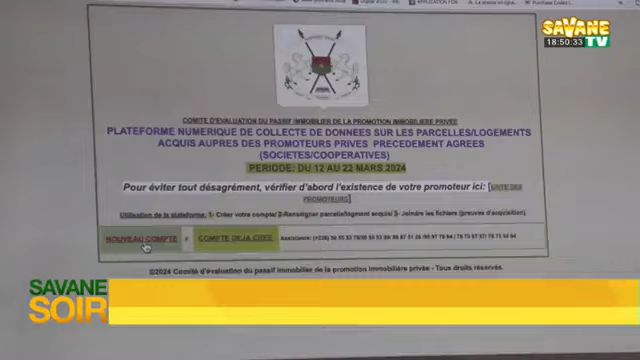 SAVANE
18:50:33 TV
COMITE D'EVALUATION DU PASSIF IMMOBILIER DE LA PROMOTION IMMOBILIERE PRIVEE
PLATEFORME NUMERIQUE DE COLLECTE DE DONNEES SUR LES PARCELLES/LOGEMENTS
ACQUIS AUPRES DES PROMOTEURS PRIVES PRECEDEMENT AGREES
(SOCIETES/COOPERATIVES)
PERIODE: DU 12 AU 22 MARS 2024
Pour éviter tout désagrément, vérifier d'abord l'existence de votre promoteur ici: [LISTE DES
PROMOTEURS]
Utilisation de la plateforme: 1- Créer votre compte/ 2-Renseigner parcelle/logement acquis/ 3- Joindre les fichiers (preuves d'acquisition)
NOUVEAU COMPTE COMPTE DEJA CREE Assistance:
©2024 Comité d'évaluation du passif immobilier de la promotion immobilière privée - Tous droits réservés.
SAVANE
SOIR